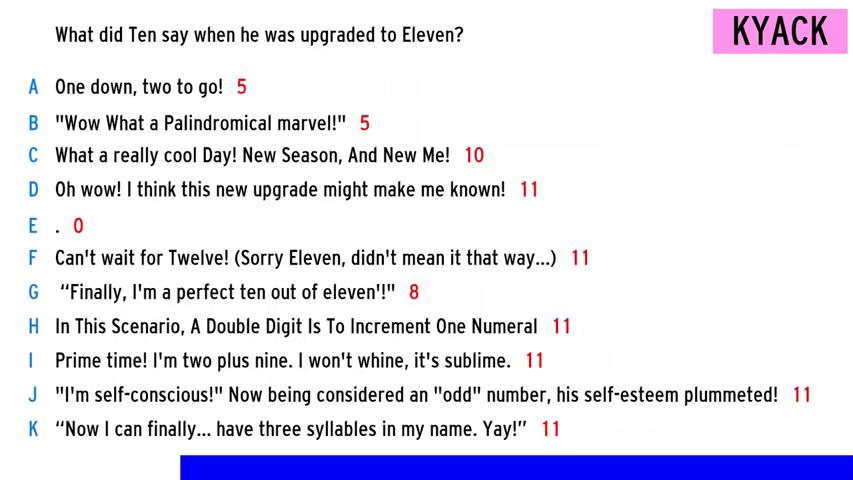 What did Ten say when he was upgraded to Eleven?
KYACK
A One down, two to go! 5
B "Wow What a Palindromical marvel!" 5
C What a really cool Day! New Season, And New Me! 10
D Oh wow! I think this new upgrade might make me known! 11
E . 0
F Can't wait for Twelve! (Sorry Eleven, didn't mean it that way...) 11
G “Finally, I'm a perfect ten out of eleven'!" 8
H In This Scenario, A Double Digit Is To Increment One Numeral 11
I Prime time! I'm two plus nine. I won't whine, it's sublime. 11
J "I'm self-conscious!" Now being considered an "odd" number, his self-esteem plummeted! 11
K “Now I can finally... have three syllables in my name. Yay!” 11